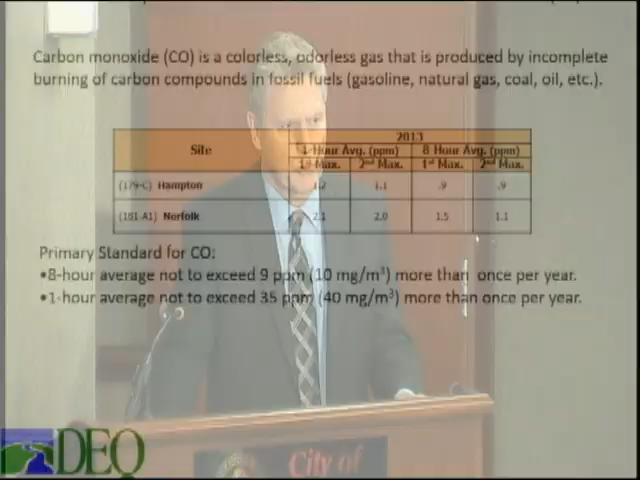 Carbon monoxide (CO) is a colorless, odorless gas that is produced by incomplete
burning of carbon compounds in fossil fuels (gasoline, natural gas, coal, oil, etc.).
Site 2013
1-Hour Avg. (ppm) 8 Hour Avg. (ppm)
1st Max. 2nd Max. 1st Max. 2nd Max.
(179-C) Hampton 1.2 1.1 .9 .9
(181-A1) Norfolk 2.1 2.0 1.5 1.1
Primary Standard for CO:
•8-hour average not to exceed 9 ppm (10 mg/m³) more than once per year.
•1-hour average not to exceed 35 ppm (40 mg/m³) more than once per year.
DEQ
City of